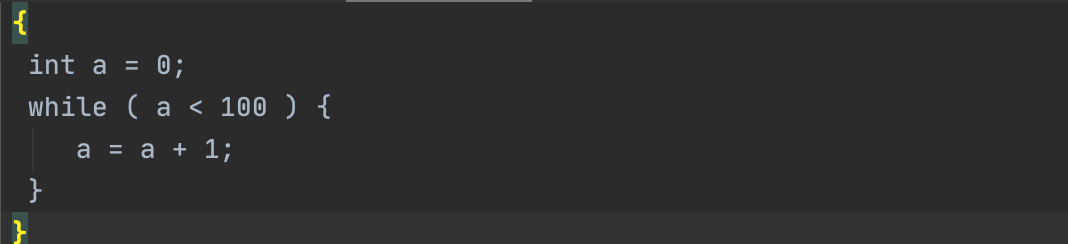 {
int a = 0;
while ( a < 100 ) {
a = a + 1;
}
}